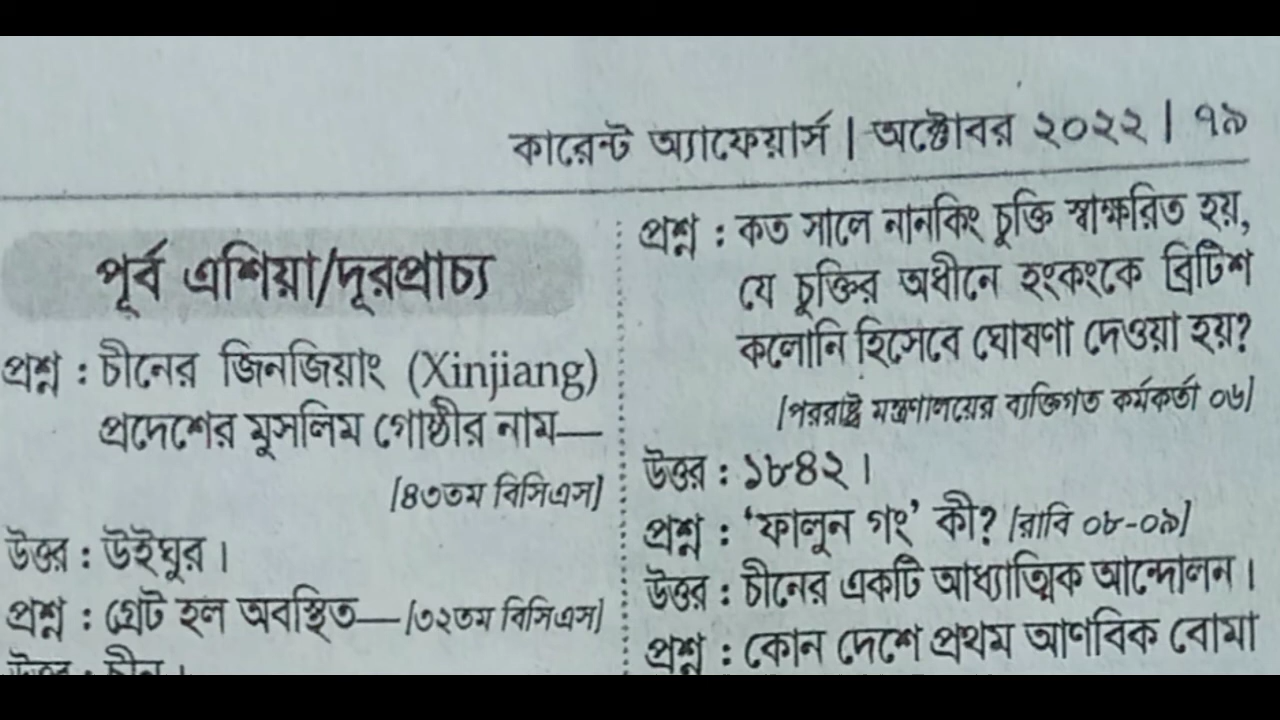 কারেন্ট অ্যাফেয়ার্স | অক্টোবর ২০২২ | ৭৯
পূর্ব এশিয়া/দূরপ্রাচ্য
প্রশ্ন : চীনের জিনজিয়াং (Xinjiang)
প্রদেশের মুসলিম গোষ্ঠীর নাম—
[৪৩তম বিসিএস]
উত্তর : উইঘুর।
প্রশ্ন : গ্রেট হল অবস্থিত—[৩২তম বিসিএস]
উত্তর : চীন।
প্রশ্ন : কত সালে নানকিং চুক্তি স্বাক্ষরিত হয়,
যে চুক্তির অধীনে হংকংকে ব্রিটিশ
কলোনি হিসেবে ঘোষণা দেওয়া হয়?
[পররাষ্ট্র মন্ত্রণালয়ের ব্যক্তিগত কর্মকর্তা ০৬]
উত্তর : ১৮৪২।
প্রশ্ন : ‘ফালুন গং’ কী? [রাবি ০৮-০৯]
উত্তর : চীনের একটি আধ্যাত্মিক আন্দোলন।
প্রশ্ন : কোন দেশে প্রথম আণবিক বোমা